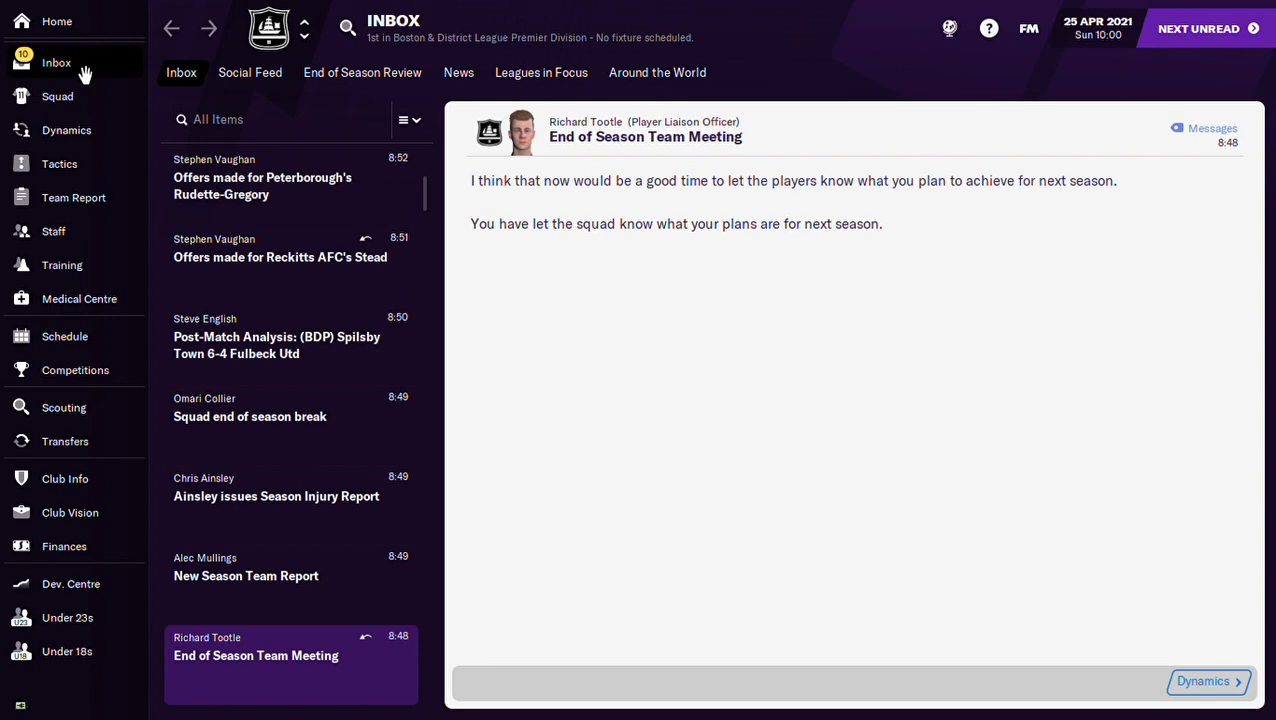 Home
10
Inbox
11
Squad
Dynamics
Tactics
Team Report
Staff
Training
Medical Centre
Schedule
Competitions
Scouting
Transfers
Club Info
Club Vision
Finances
Dev. Centre
U23
Under 23s
U18
Under 18s
INBOX
1st in Boston & District League Premier Division - No fixture scheduled.
?
FM
25 APR 2021
Sun 10:00
NEXT UNREAD
Inbox
Social Feed
End of Season Review
News
Leagues in Focus
Around the World
All Items
Stephen Vaughan
8:52
Offers made for Peterborough's
Rudette-Gregory
Stephen Vaughan
8:51
Offers made for Reckitts AFC's Stead
Steve English
8:50
Post-Match Analysis: (BDP) Spilsby
Town 6-4 Fulbeck Utd
Omari Collier
8:49
Squad end of season break
Chris Ainsley
8:49
Ainsley issues Season Injury Report
Alec Mullings
8:49
New Season Team Report
Richard Tootle
8:48
End of Season Team Meeting
Richard Tootle (Player Liaison Officer)
End of Season Team Meeting
Messages
8:48
I think that now would be a good time to let the players know what you plan to achieve for next season.
You have let the squad know what your plans are for next season.
Dynamics